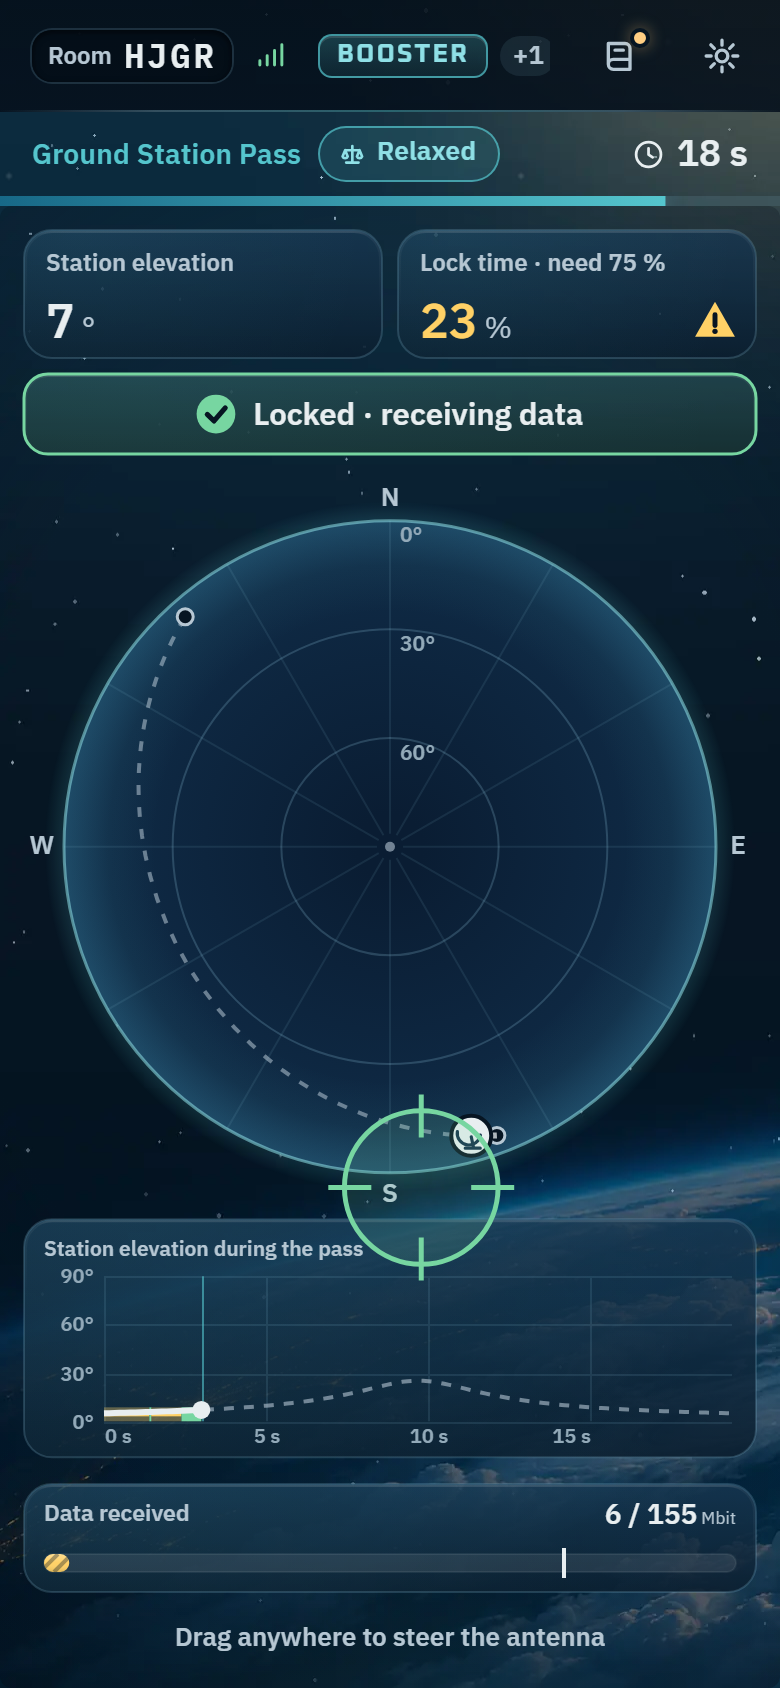 Room HJGR
BOOSTER
+1
Ground Station Pass
Relaxed
18 s
Station elevation
7 °
Lock time · need 75 %
23 %
Locked · receiving data
N
0°
30°
60°
W
E
S
Station elevation during the pass
90°
60°
30°
0°
0 s
5 s
10 s
15 s
Data received
6 / 155 Mbit
Drag anywhere to steer the antenna